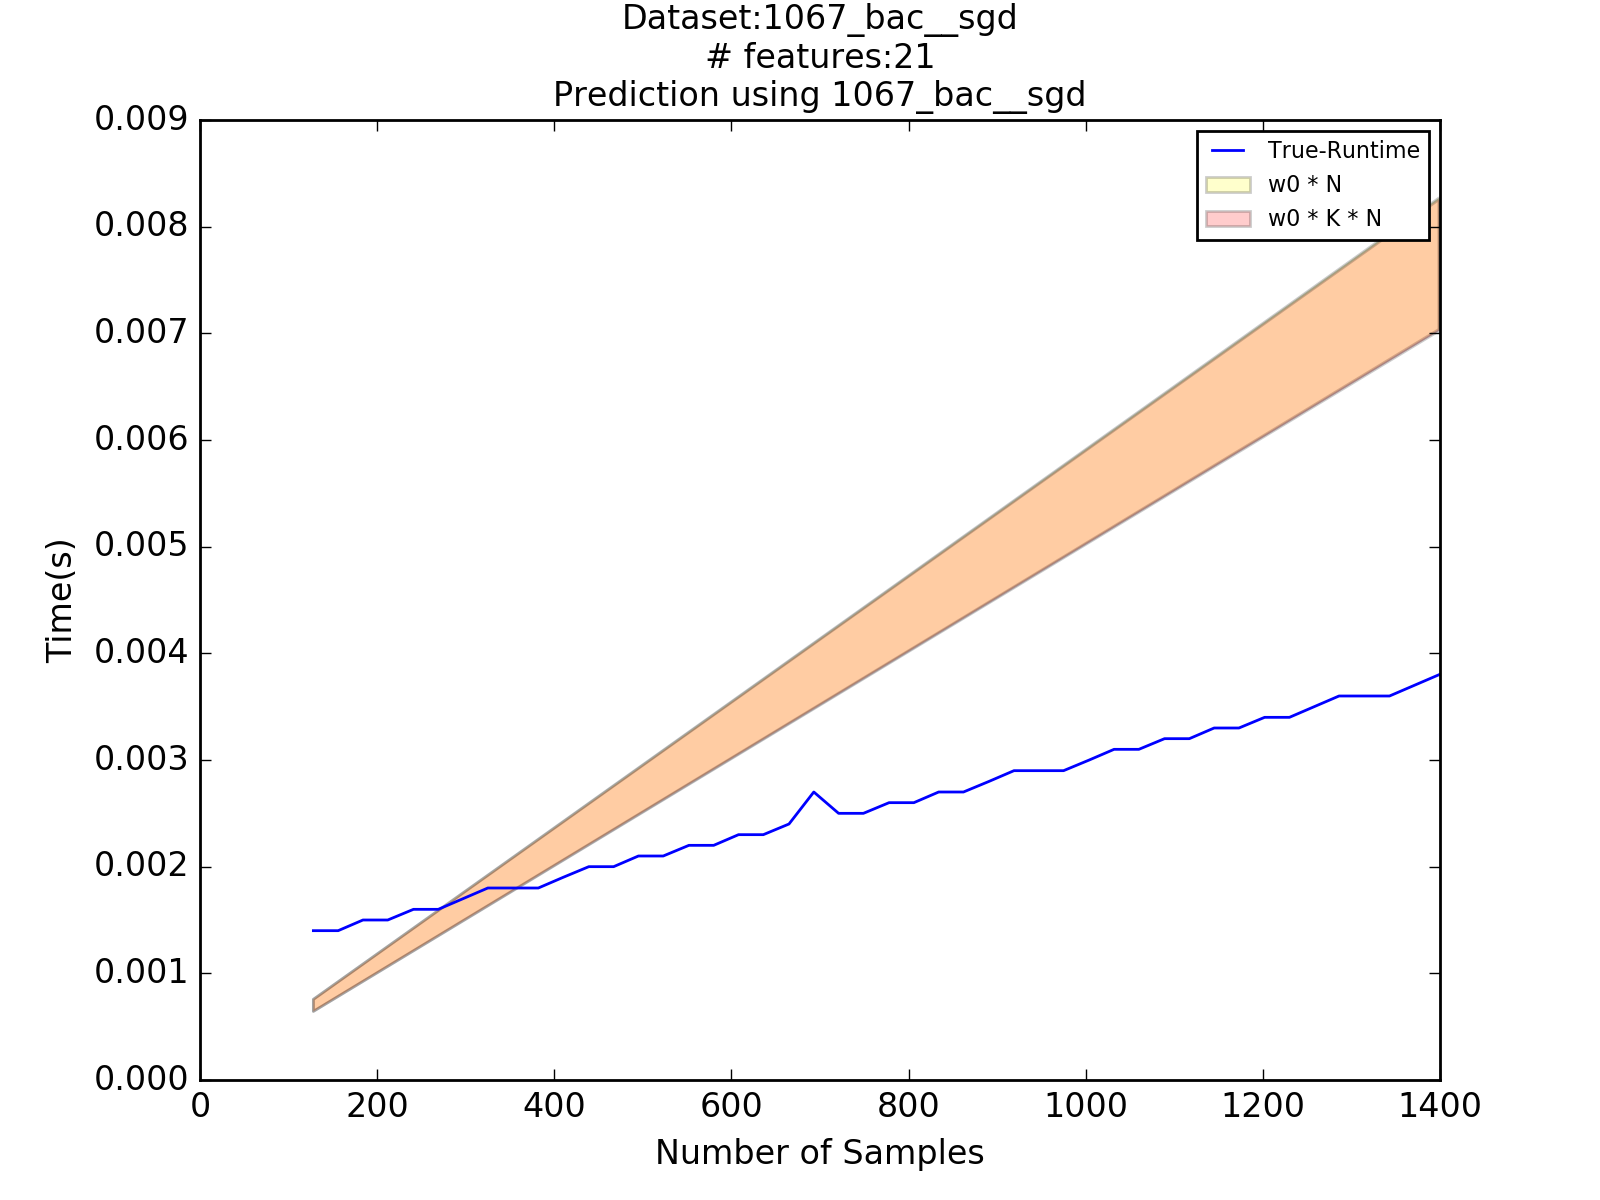 Dataset:1067_bac__sgd
# features:21
Prediction using 1067_bac__sgd
0.009
0.008
0.007
0.006
0.005
0.004
0.003
0.002
0.001
0.000
Time(s)
True-Runtime
w0 * N
w0 * K * N
0 200 400 600 800 1000 1200 1400
Number of Samples